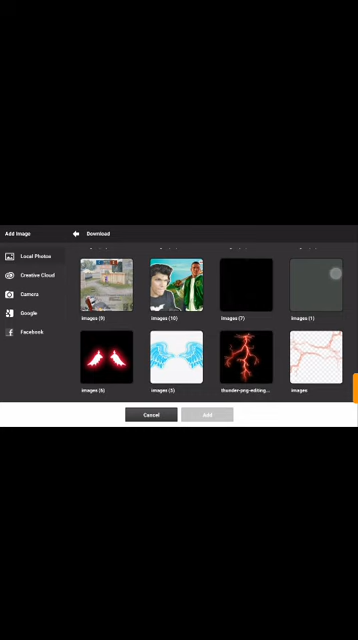 Add Image
Download
Local Photos
Creative Cloud
Camera
Google
Facebook
images (9)
images (10)
images (7)
images (1)
images (6)
images (5)
thunder-png-editing...
images
Cancel
Add